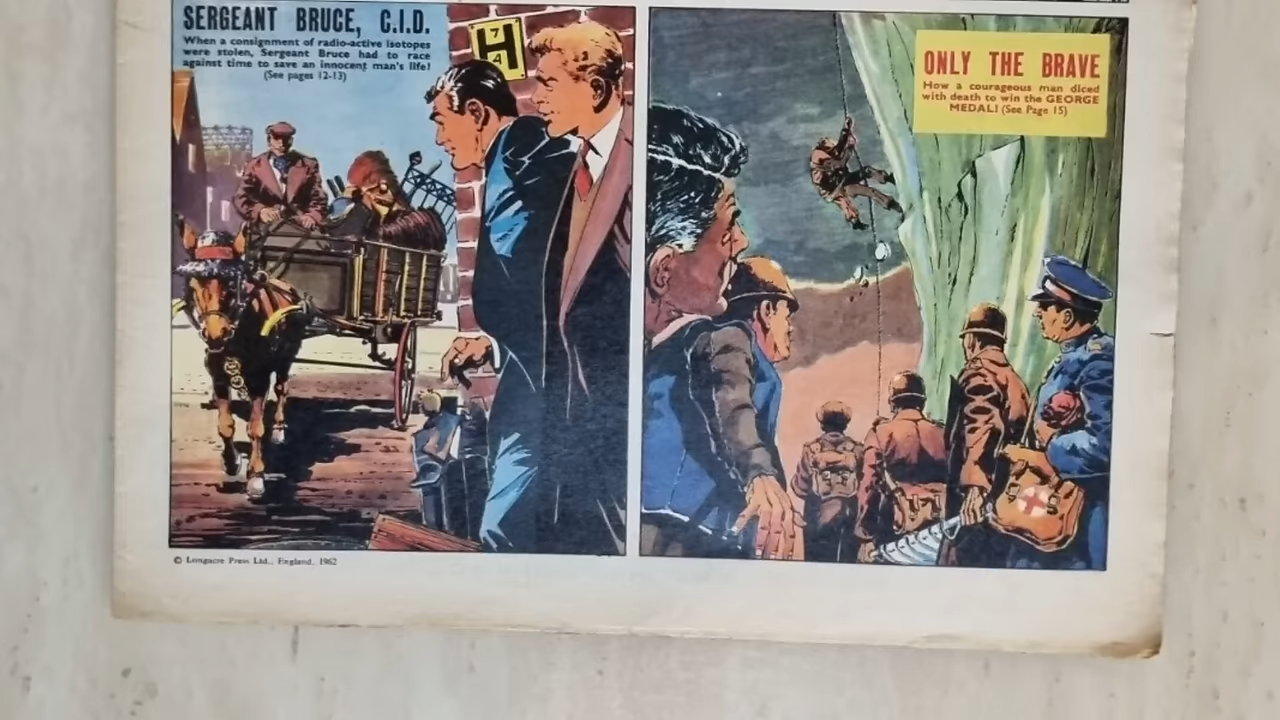 SERGEANT BRUCE, C.I.D.
When a consignment of radio-active isotopes
were stolen, Sergeant Bruce had to race
against time to save an innocent man's life!
(See pages 12-13)
7
H
4
ONLY THE BRAVE
How a courageous man diced
with death to win the GEORGE
MEDAL! (See Page 15)
© Longacre Press Ltd., England, 1962